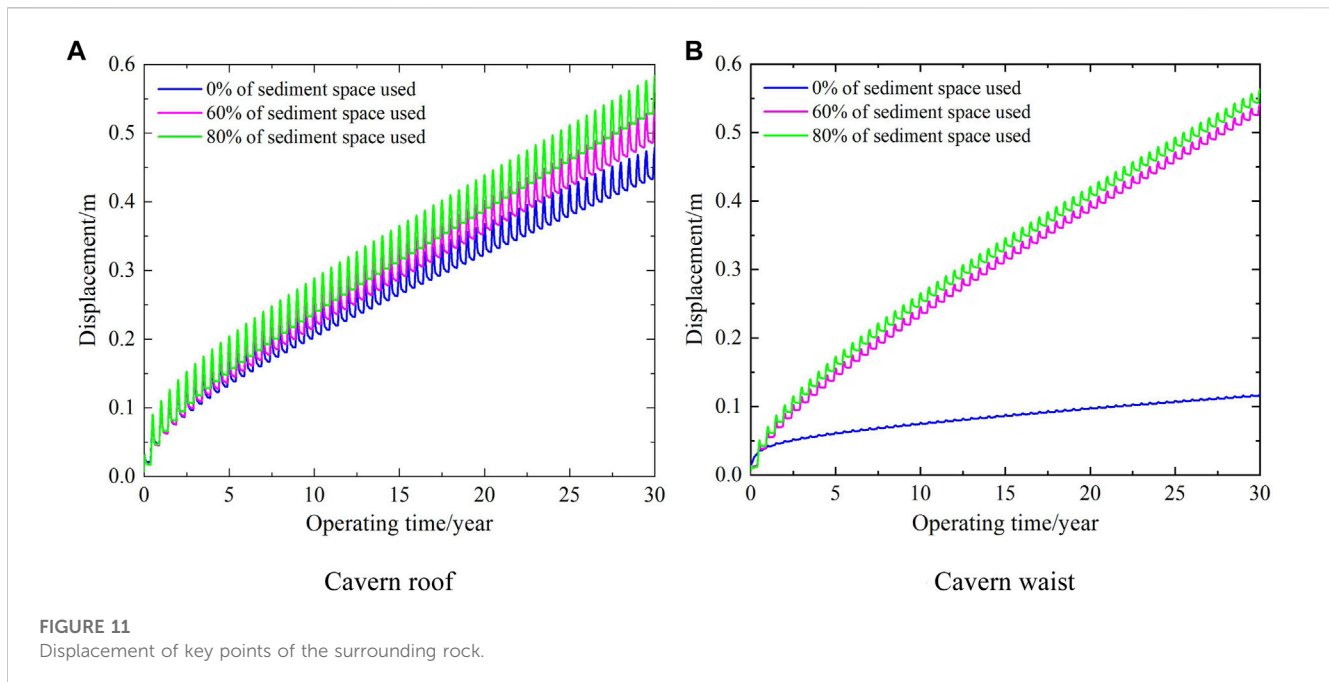 A
0% of sediment space used
60% of sediment space used
80% of sediment space used
Displacement/m
0.6
0.5
0.4
0.3
0.2
0.1
0.0
0 5 10 15 20 25 30
Operating time/year
Cavern roof
B
0% of sediment space used
60% of sediment space used
80% of sediment space used
Displacement/m
0.6
0.5
0.4
0.3
0.2
0.1
0.0
0 5 10 15 20 25 30
Operating time/year
Cavern waist
FIGURE 11
Displacement of key points of the surrounding rock.